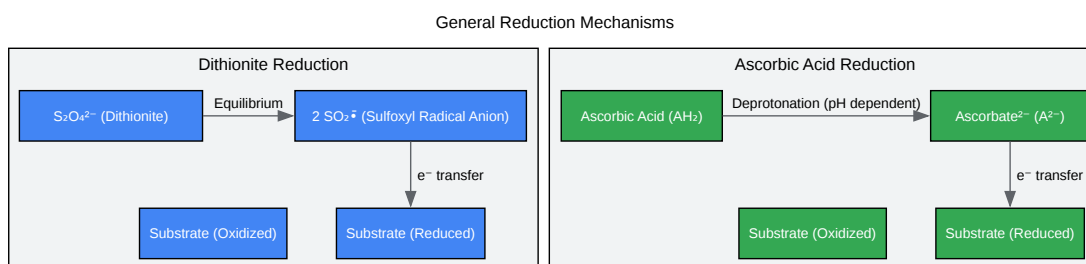 General Reduction Mechanisms
Dithionite Reduction
S₂O₄²⁻ (Dithionite)
Equilibrium
2 SO₂•̄ (Sulfoxyl Radical Anion)
e⁻ transfer
Substrate (Oxidized)
Substrate (Reduced)
Ascorbic Acid Reduction
Ascorbic Acid (AH₂)
Deprotonation (pH dependent)
Ascorbate²⁻ (A²⁻)
e⁻ transfer
Substrate (Oxidized)
Substrate (Reduced)